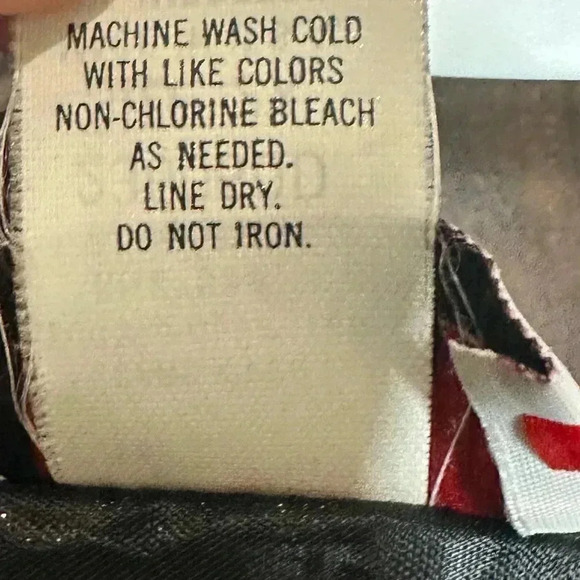 MACHINE WASH COLD
WITH LIKE COLORS
NON-CHLORINE BLEACH
AS NEEDED.
LINE DRY.
DO NOT IRON.